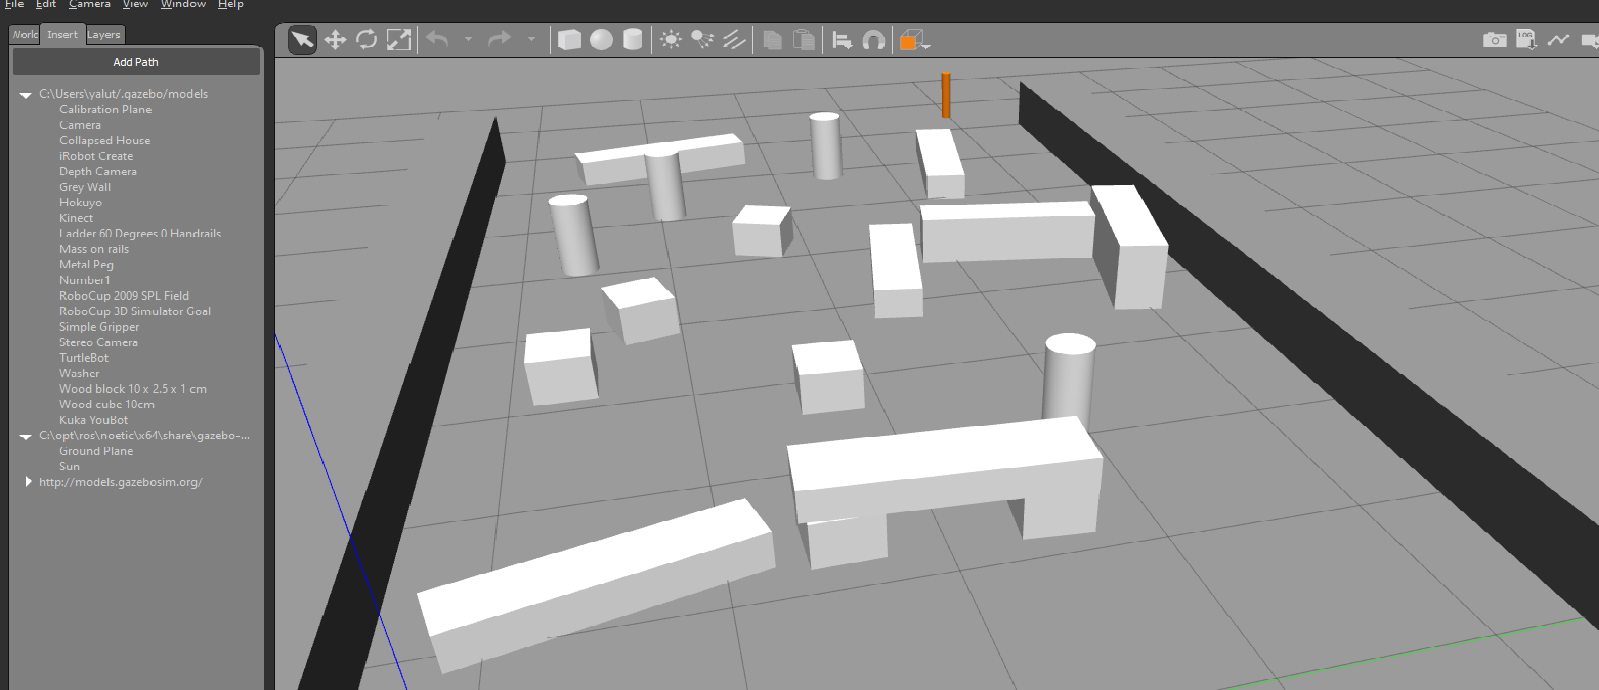 File Edit Camera View Window Help
World Insert Layers
Add Path
C:\Users\yalut/.gazebo/models
Calibration Plane
Camera
Collapsed House
iRobot Create
Depth Camera
Grey Wall
Hokuyo
Kinect
Ladder 60 Degrees 0 Handrails
Mass on rails
Metal Peg
Number1
RoboCup 2009 SPL Field
RoboCup 3D Simulator Goal
Simple Gripper
Stereo Camera
TurtleBot
Washer
Wood block 10 x 2.5 x 1 cm
Wood cube 10cm
Kuka YouBot
C:\opt\ros\noetic\x64\share\gazebo-...
Ground Plane
Sun
http://models.gazebosim.org/
LOG